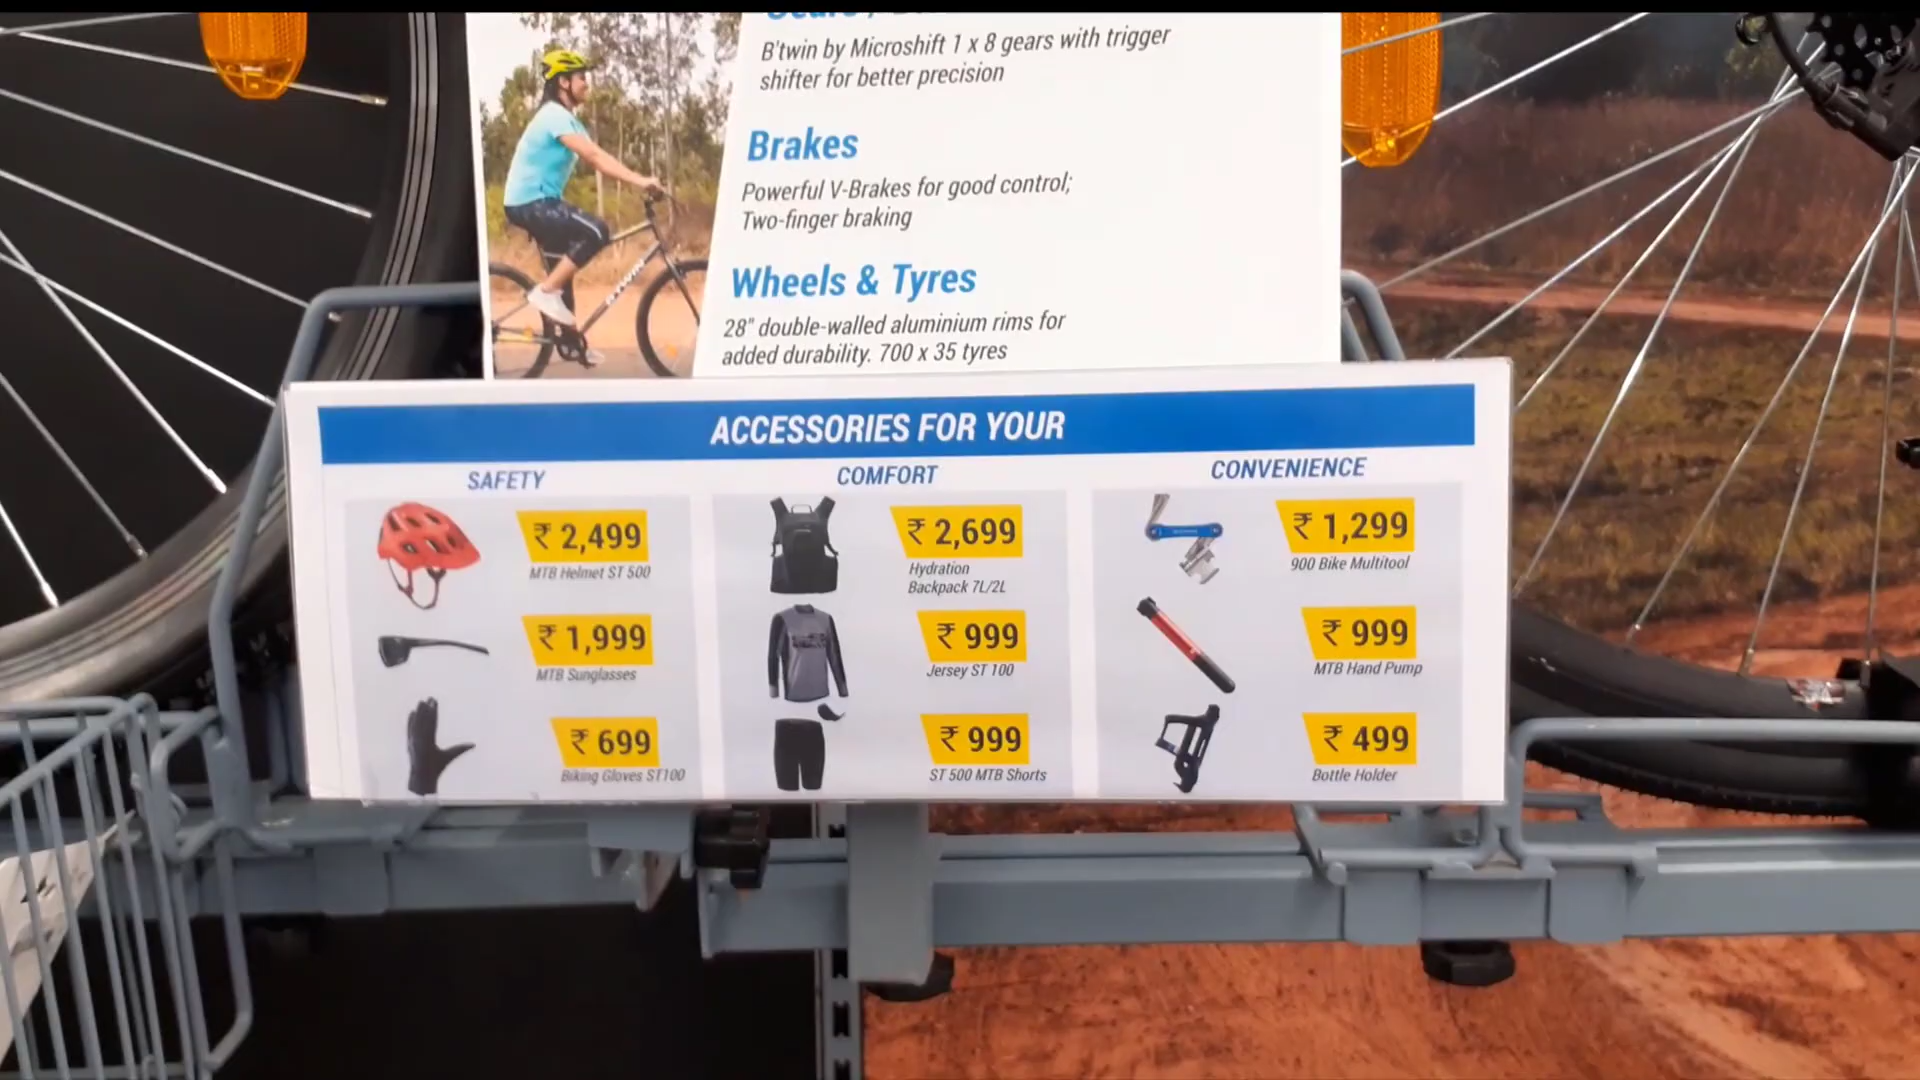 B'twin by Microshift 1 x 8 gears with trigger
shifter for better precision
Brakes
Powerful V-Brakes for good control;
Two-finger braking
Wheels & Tyres
28" double-walled aluminium rims for
added durability. 700 x 35 tyres
ACCESSORIES FOR YOUR
SAFETY
₹ 2,499
MTB Helmet ST 500
₹ 1,999
MTB Sunglasses
₹ 699
Biking Gloves ST100
COMFORT
₹ 2,699
Hydration
Backpack 7L/2L
₹ 999
Jersey ST 100
₹ 999
ST 500 MTB Shorts
CONVENIENCE
₹ 1,299
900 Bike Multitool
₹ 999
MTB Hand Pump
₹ 499
Bottle Holder